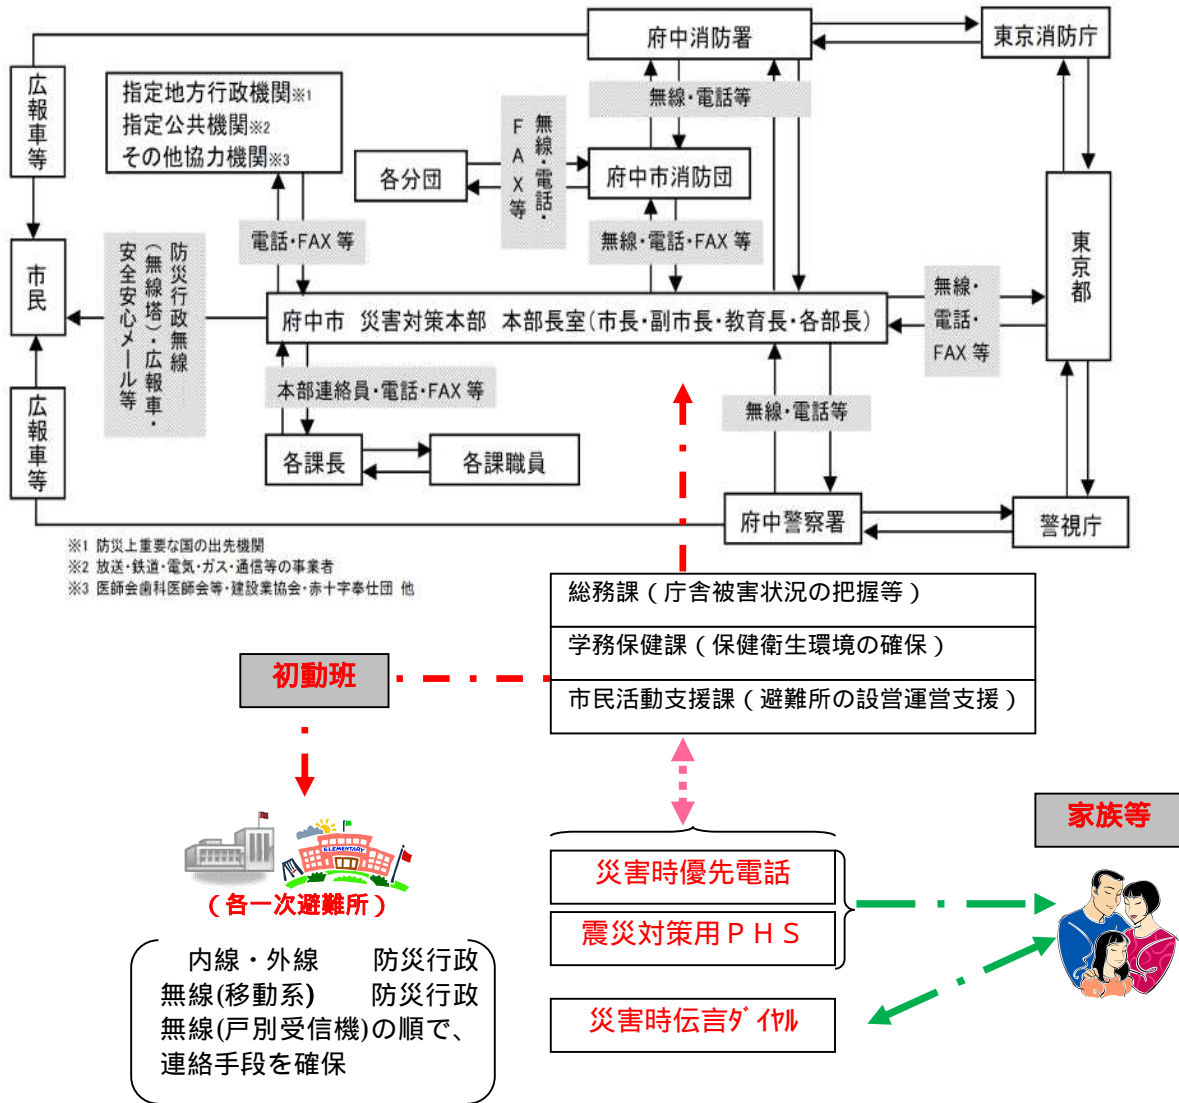 府中消防署
東京消防庁
広報車等
指定地方行政機関※1
指定公共機関※2
その他協力機関※3
無線・電話等
無線・電話・
FAX等
各分団
府中市消防団
電話・FAX 等
無線・電話・FAX 等
市民
防災行政無線
(無線塔)・広報車・
安全安心メール等
東京都
無線・
電話・
FAX 等
府中市 災害対策本部 本部長室(市長・副市長・教育長・各部長)
本部連絡員・電話・FAX 等
無線・電話等
広報車等
各課長
各課職員
府中警察署
警視庁
※1 防災上重要な国の出先機関
※2 放送・鉄道・電気・ガス・通信等の事業者
※3 医師会歯科医師会等・建設業協会・赤十字奉仕団 他
総務課(庁舎被害状況の把握等)
学務保健課(保健衛生環境の確保)
市民活動支援課(避難所の設営運営支援)
初動班
ELEMENTARY
(各一次避難所)
内線・外線 防災行政
無線(移動系) 防災行政
無線(戸別受信機)の順で、
連絡手段を確保
災害時優先電話
震災対策用PHS
災害時伝言ダイヤル
家族等